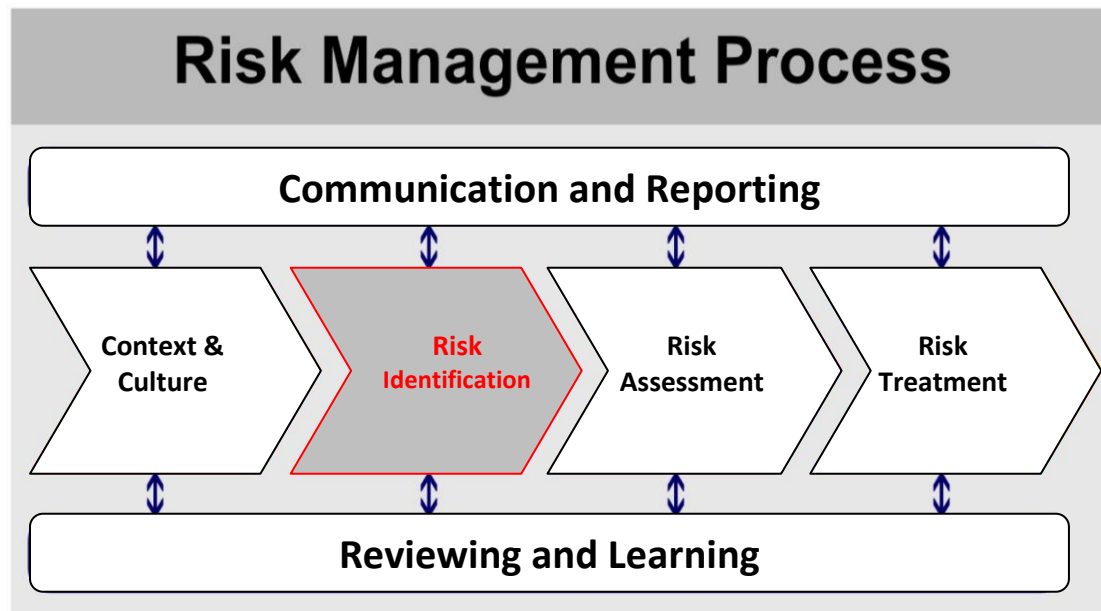 Risk Management Process
Communication and Reporting
Context &
Culture
Risk
Identification
Risk
Assessment
Risk
Treatment
Reviewing and Learning